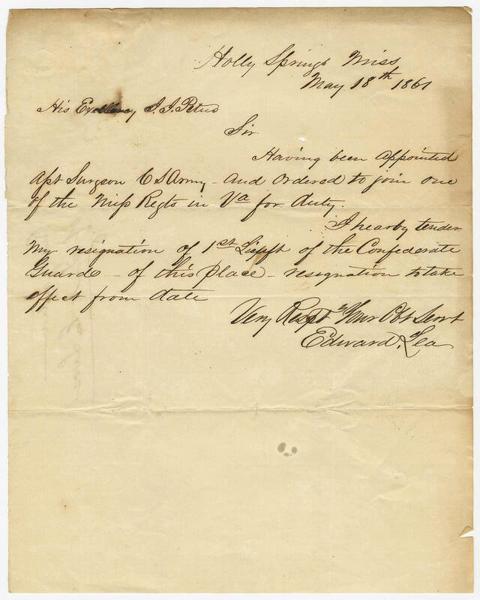 Holly Springs Miss
May 18th 1861
His Excellency J. J. Pettus
Sir
Having been appointed
Asst Surgeon C S Army - and ordered to join one
of the Miss Regts in Va for duty.
I hearby tender
My resignation of 1st Lieut of the Confederate
Guards - of this place - resignation to take
effect from date
Very Respt Your Obt Servt
Edward Lea